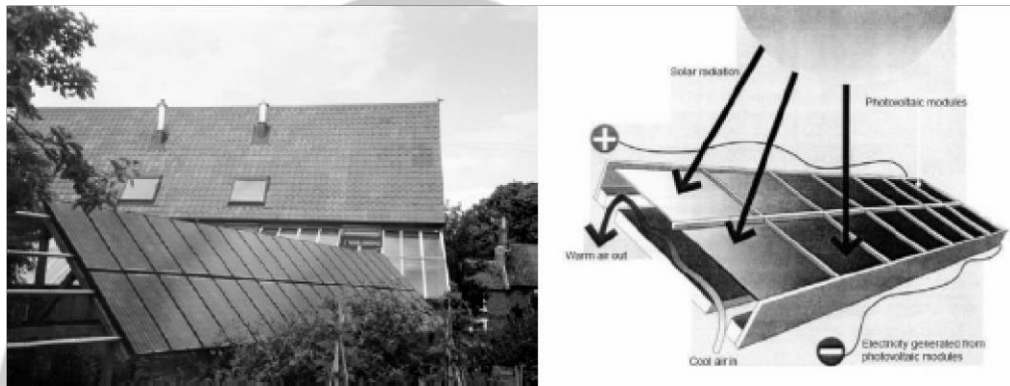 Solar radiation
Photovoltaic modules
+
Warm air out
Cool air in
−
Electricity generated from
photovoltaic modules